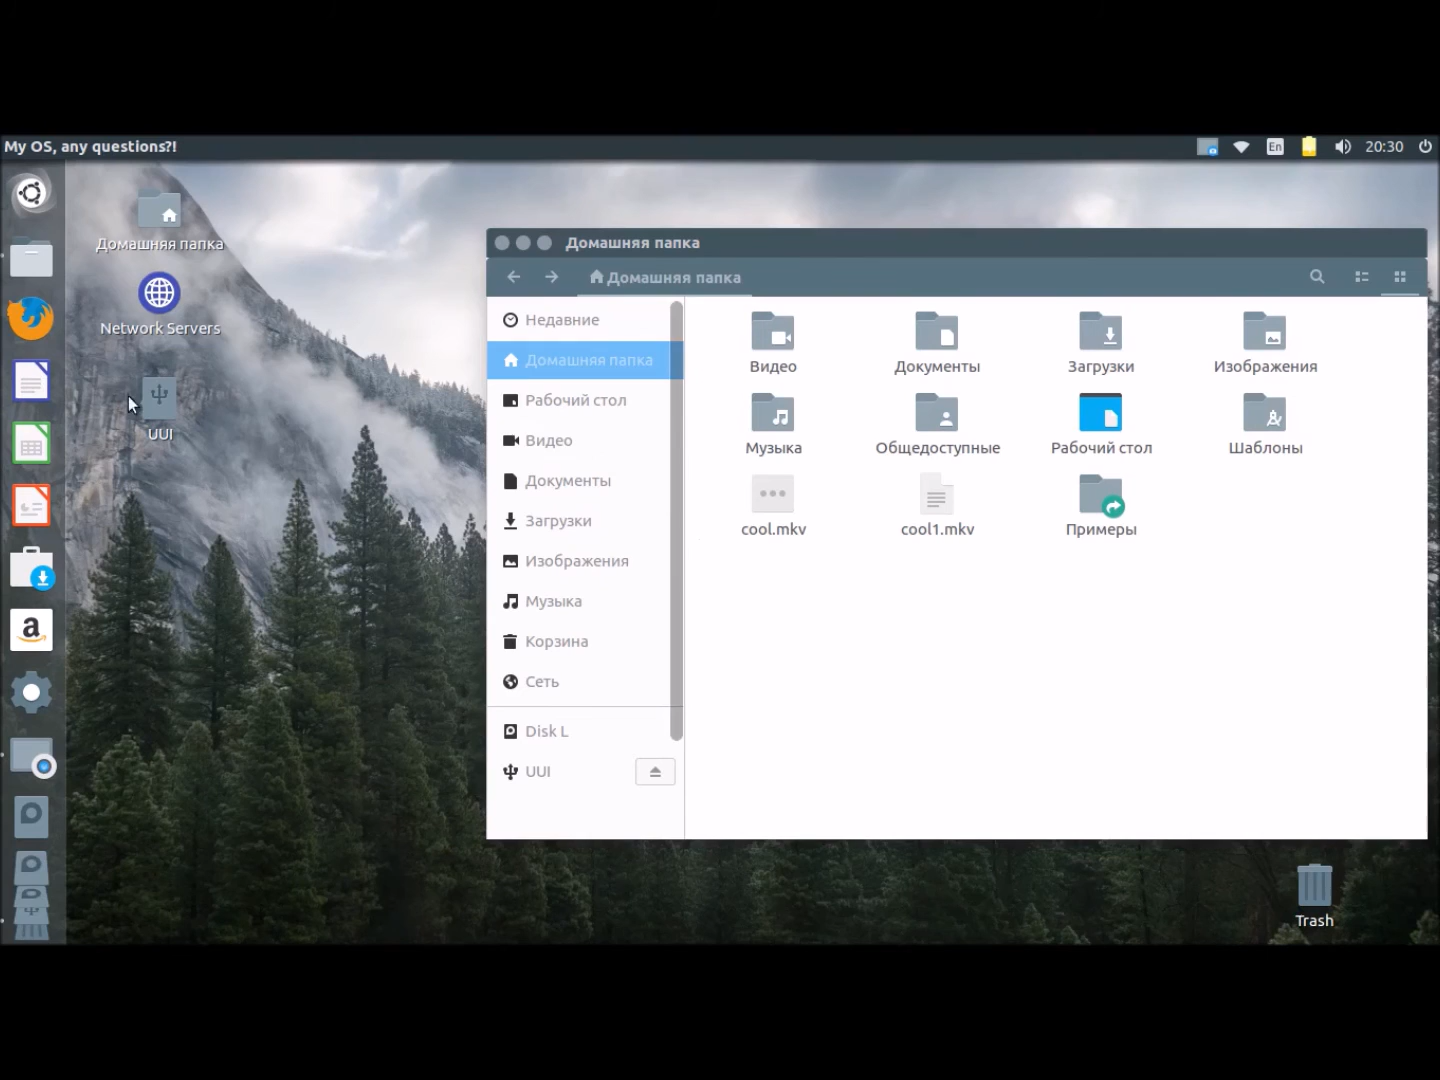 My OS, any questions?!
En
20:30
Домашняя папка
Network Servers
UUI
a
Домашняя папка
Домашняя папка
Недавние
Домашняя папка
Рабочий стол
Видео
Документы
Загрузки
Изображения
Музыка
Корзина
Сеть
Disk L
UUI
Видео
Документы
Загрузки
Изображения
Музыка
Общедоступные
Рабочий стол
Шаблоны
cool.mkv
cool1.mkv
Примеры
Trash